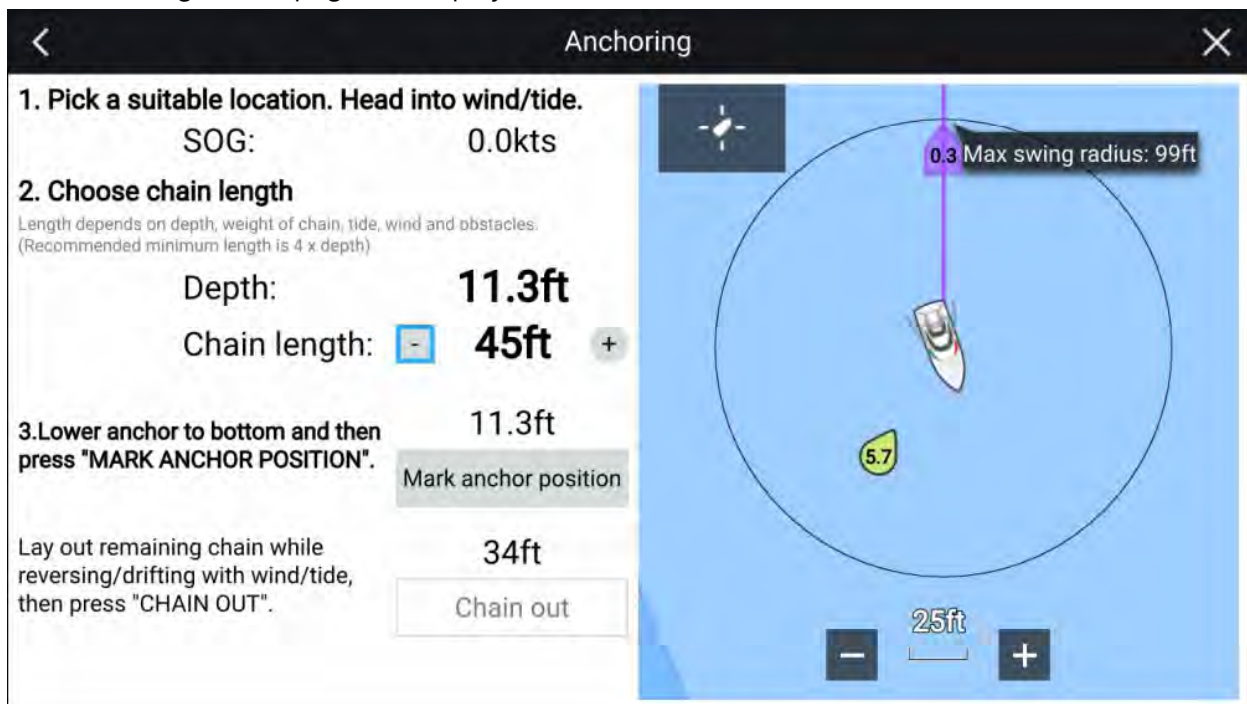 Anchoring
1. Pick a suitable location. Head into wind/tide.
SOG: 0.0kts
2. Choose chain length
Length depends on depth, weight of chain, tide, wind and obstacles.
(Recommended minimum length is 4 x depth)
Depth: 11.3ft
Chain length: - 45ft +
3.Lower anchor to bottom and then
press "MARK ANCHOR POSITION".
11.3ft
Mark anchor position
Lay out remaining chain while
reversing/drifting with wind/tide,
then press "CHAIN OUT".
34ft
Chain out
0.3 Max swing radius: 99ft
5.7
25ft